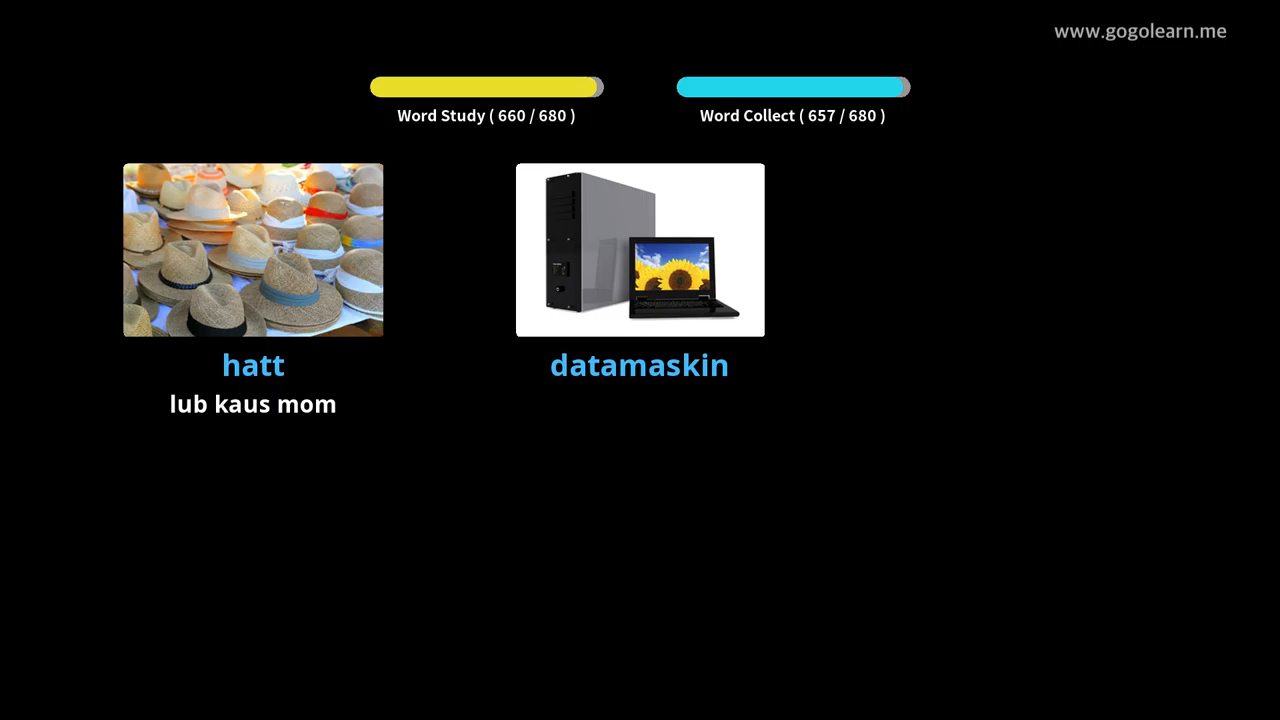 www.gogolearn.me
Word Study ( 660 / 680 )
Word Collect ( 657 / 680 )
hatt
lub kaus mom
datamaskin